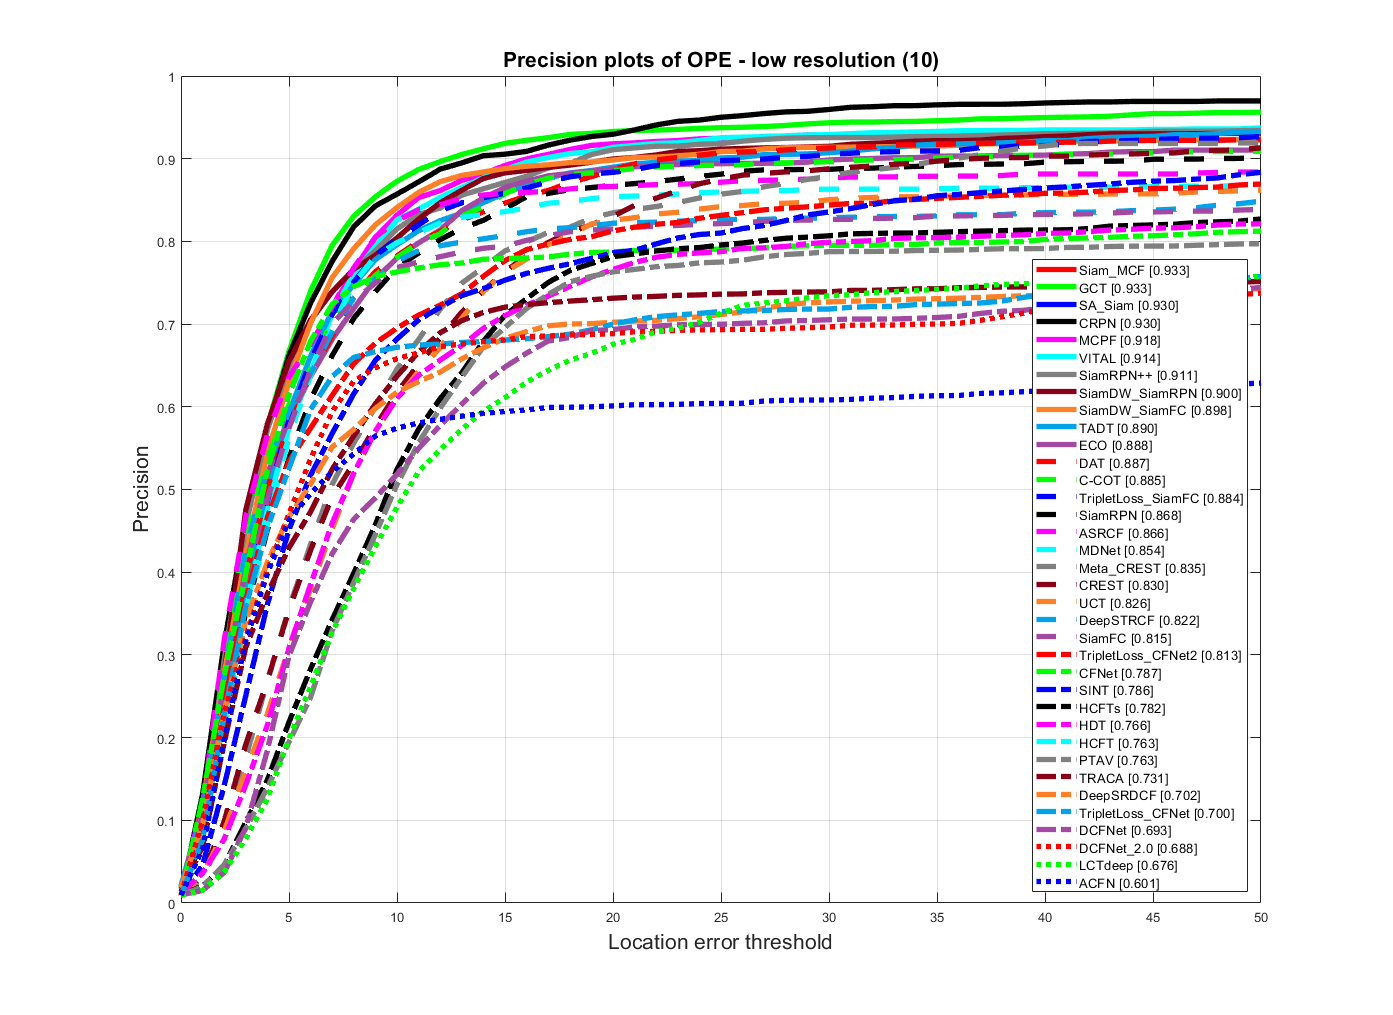 Precision plots of OPE - low resolution (10)
1
0.9
0.8
0.7
0.6
0.5
0.4
0.3
0.2
0.1
0
Precision
Siam_MCF [0.933]
GCT [0.933]
SA_Siam [0.930]
CRPN [0.930]
MCPF [0.918]
VITAL [0.914]
SiamRPN++ [0.911]
SiamDW_SiamRPN [0.900]
SiamDW_SiamFC [0.898]
TADT [0.890]
ECO [0.888]
DAT [0.887]
C-COT [0.885]
TripletLoss_SiamFC [0.884]
SiamRPN [0.868]
ASRCF [0.866]
MDNet [0.854]
Meta_CREST [0.835]
CREST [0.830]
UCT [0.826]
DeepSTRCF [0.822]
SiamFC [0.815]
TripletLoss_CFNet2 [0.813]
CFNet [0.787]
SINT [0.786]
HCFTs [0.782]
HDT [0.766]
HCFT [0.763]
PTAV [0.763]
TRACA [0.731]
DeepSRDCF [0.702]
TripletLoss_CFNet [0.700]
DCFNet [0.693]
DCFNet_2.0 [0.688]
LCTdeep [0.676]
ACFN [0.601]
0 5 10 15 20 25 30 35 40 45 50
Location error threshold